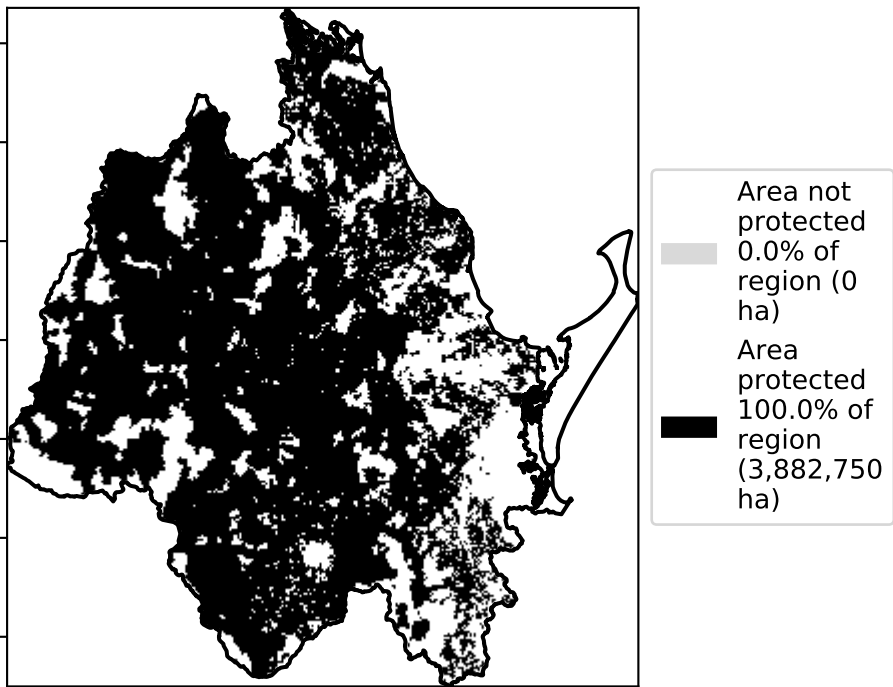 Area not
protected
0.0% of
region (0
ha)
Area
protected
100.0% of
region
(3,882,750
ha)